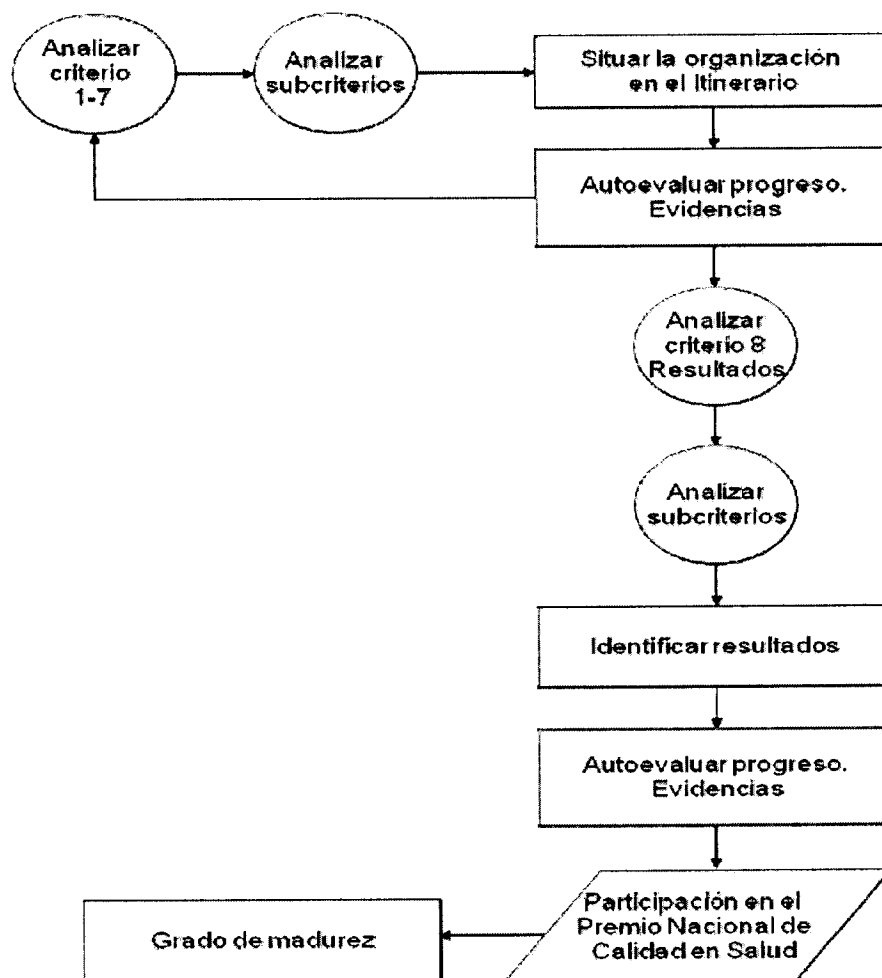 Analizar
criterio
1-7
Analizar
subcriterios
Situar la organización
en el Itinerario
Autoevaluar progreso.
Evidencias
Analizar
criterio 8
Resultados
Analizar
subcriterios
Identificar resultados
Autoevaluar progreso.
Evidencias
Participación en el
Premio Nacional de
Calidad en Salud
Grado de madurez